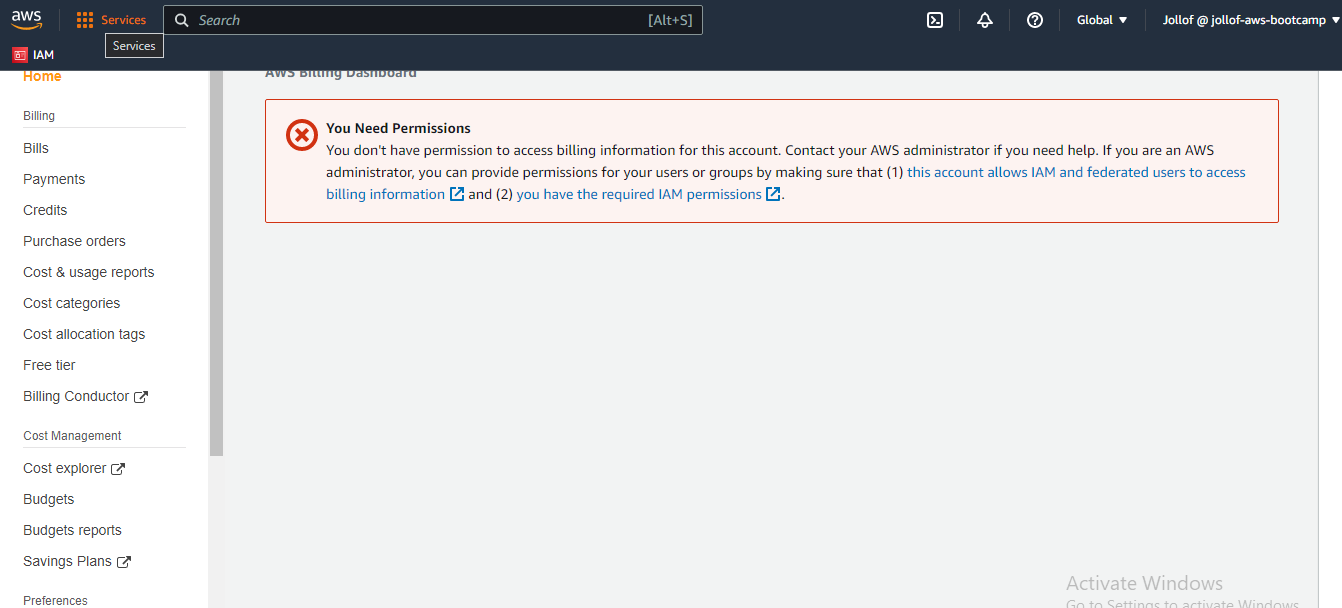 aws
Services
Search
[Alt+S]
Global
Jollof @ jollof-aws-bootcamp
IAM
Services
Home
AWS Billing Dashboard
Billing
Bills
Payments
Credits
Purchase orders
Cost & usage reports
Cost categories
Cost allocation tags
Free tier
Billing Conductor
Cost Management
Cost explorer
Budgets
Budgets reports
Savings Plans
Preferences
You Need Permissions
You don't have permission to access billing information for this account. Contact your AWS administrator if you need help. If you are an AWS
administrator, you can provide permissions for your users or groups by making sure that (1) this account allows IAM and federated users to access
billing information and (2) you have the required IAM permissions .
Activate Windows
Go to Settings to activate Windows.